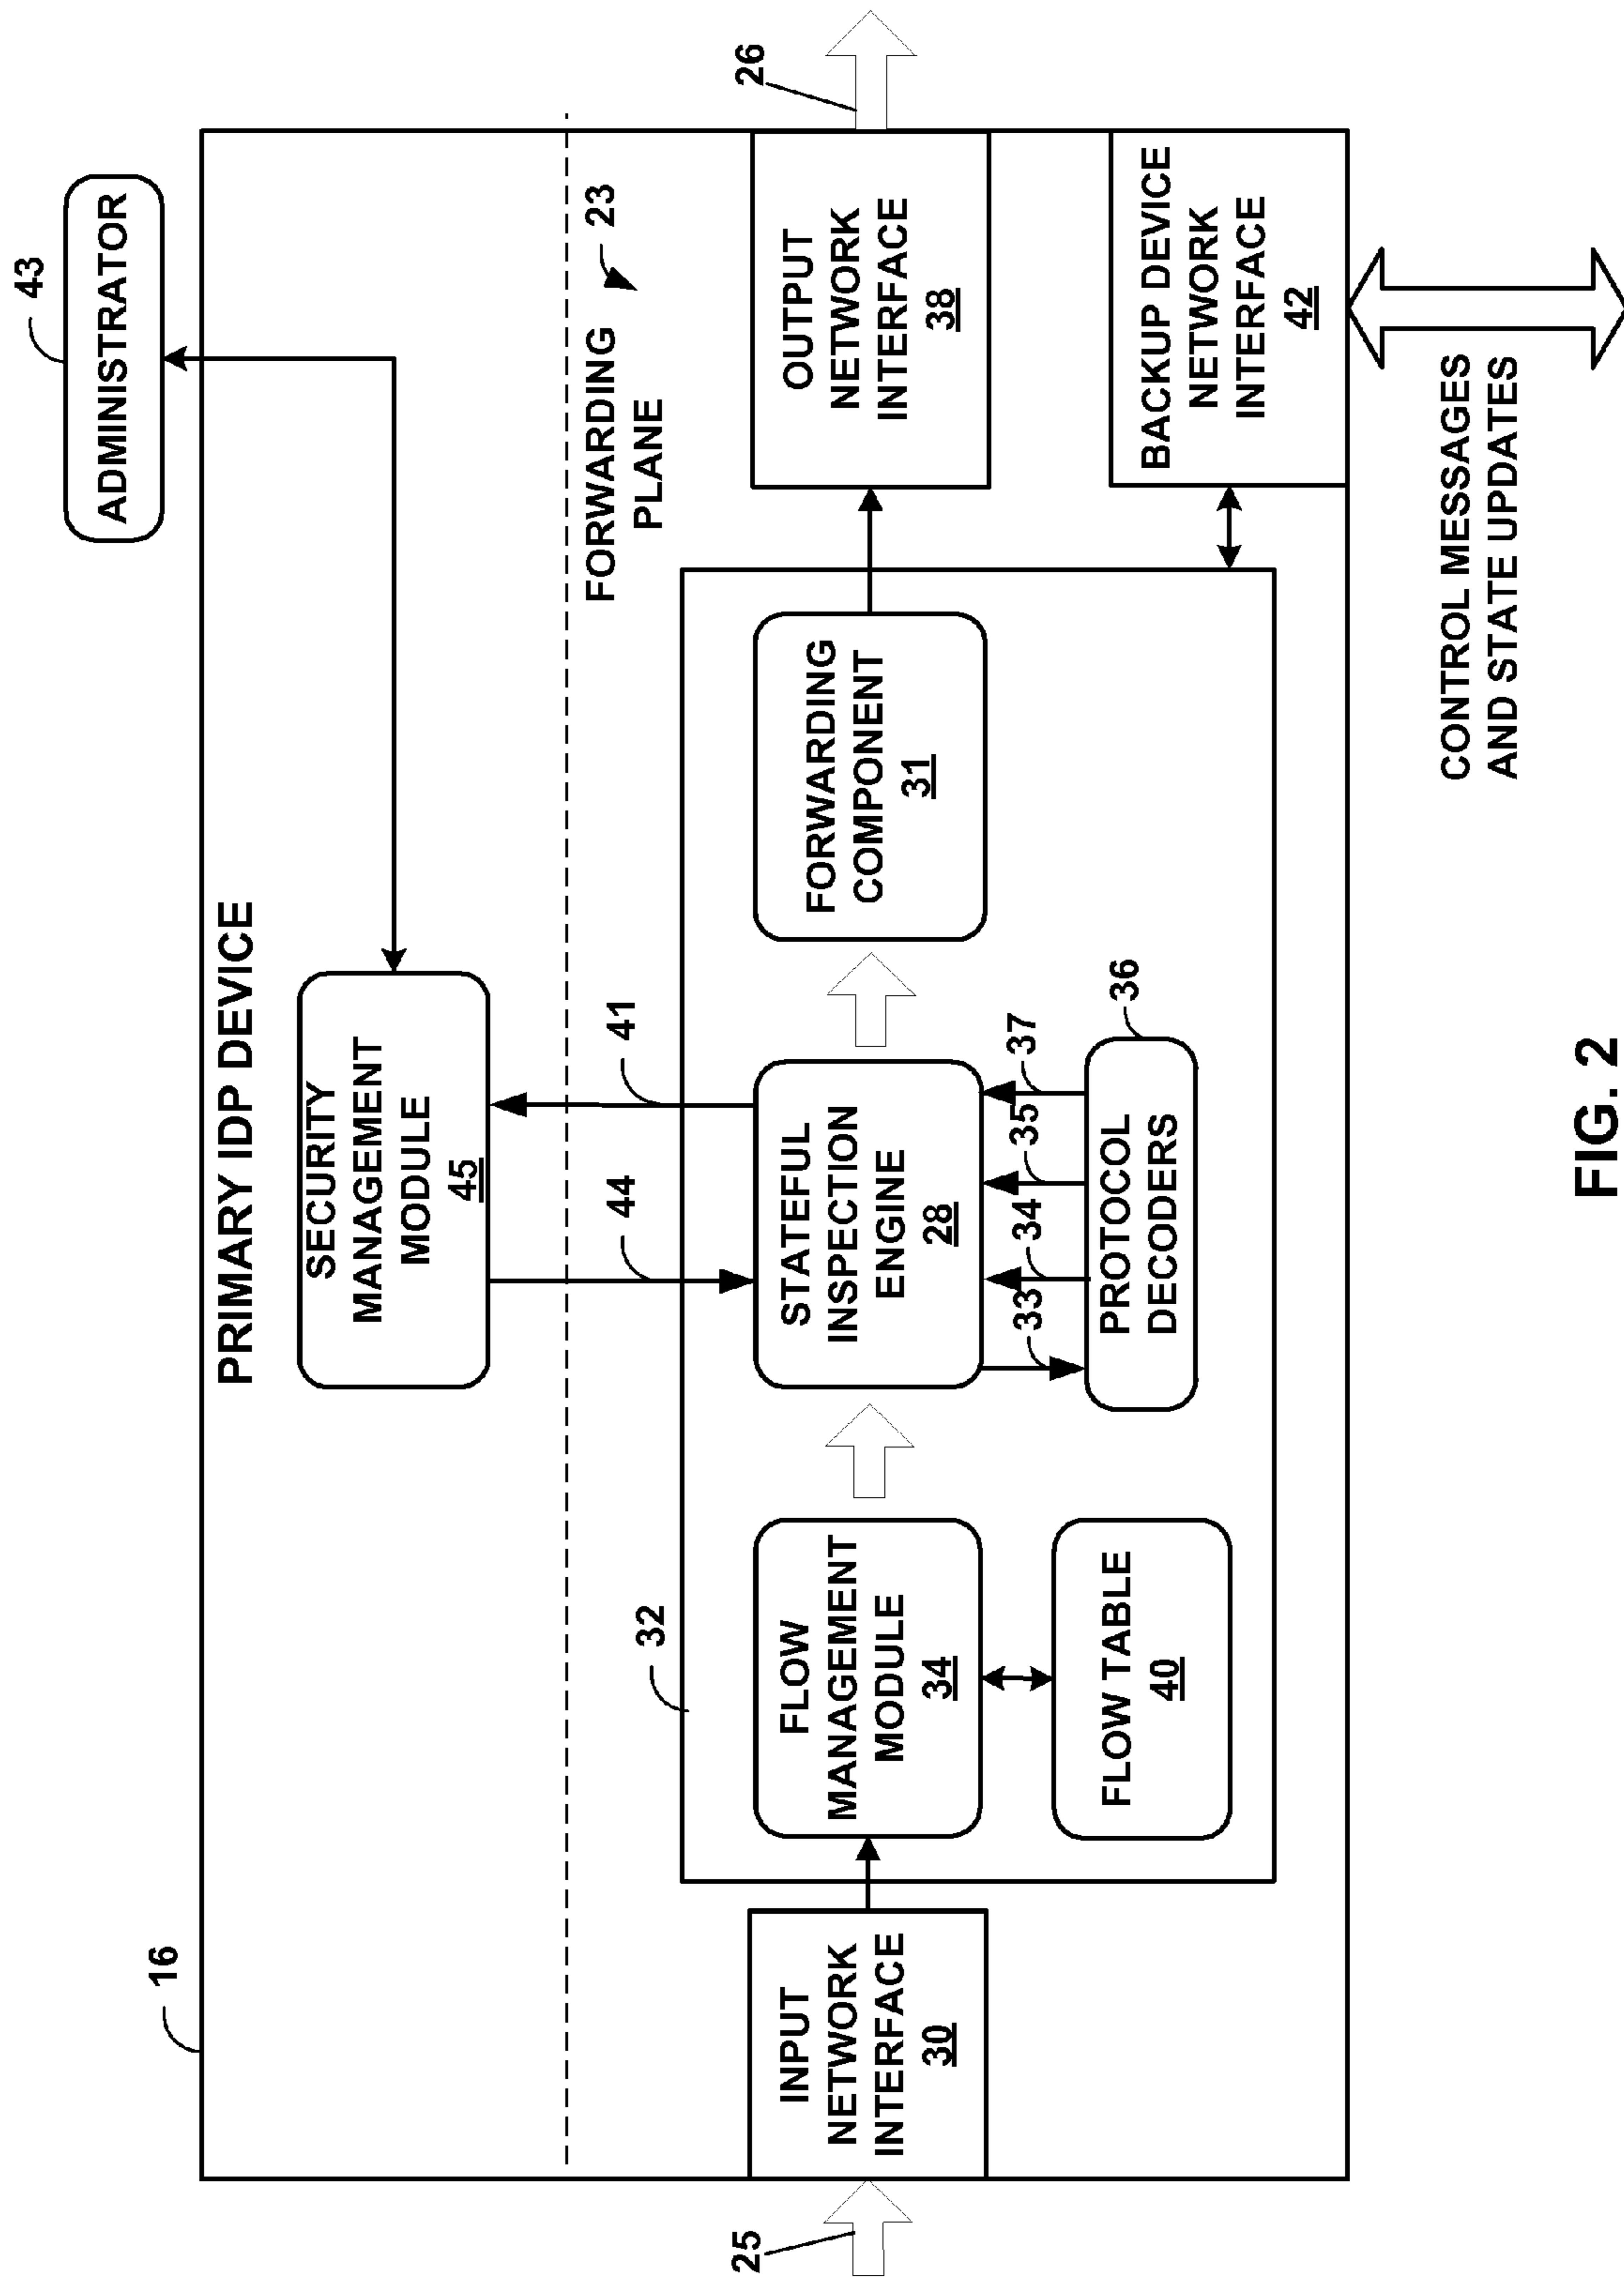 43
ADMINISTRATOR
16
PRIMARY IDP DEVICE
SECURITY
MANAGEMENT
MODULE
45
44
41
FORWARDING
PLANE
23
32
25
INPUT
NETWORK
INTERFACE
30
FLOW
MANAGEMENT
MODULE
34
FLOW TABLE
40
STATEFUL
INSPECTION
ENGINE
28
33
34
35
37
PROTOCOL
DECODERS
36
FORWARDING
COMPONENT
31
OUTPUT
NETWORK
INTERFACE
38
26
BACKUP DEVICE
NETWORK
INTERFACE
42
CONTROL MESSAGES
AND STATE UPDATES
FIG. 2